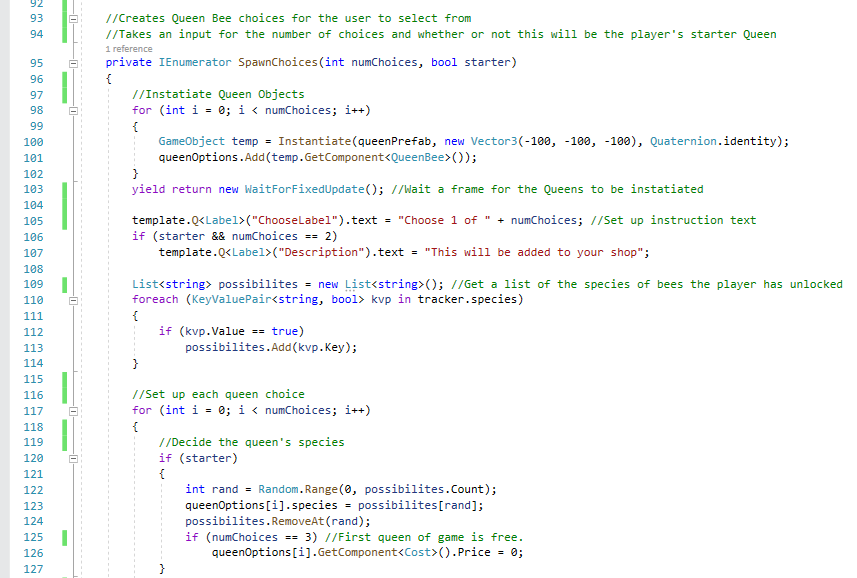 92
93 //Creates Queen Bee choices for the user to select from
94 //Takes an input for the number of choices and whether or not this will be the player's starter Queen
1 reference
95 private IEnumerator SpawnChoices(int numChoices, bool starter)
96 {
97 //Instatiate Queen Objects
98 for (int i = 0; i < numChoices; i++)
99 {
100 GameObject temp = Instantiate(queenPrefab, new Vector3(-100, -100, -100), Quaternion.identity);
101 queenOptions.Add(temp.GetComponent<QueenBee>());
102 }
103 yield return new WaitForFixedUpdate(); //Wait a frame for the Queens to be instatiated
104
105 template.Q<Label>("ChooseLabel").text = "Choose 1 of " + numChoices; //Set up instruction text
106 if (starter && numChoices == 2)
107 template.Q<Label>("Description").text = "This will be added to your shop";
108
109 List<string> possibilites = new List<string>(); //Get a list of the species of bees the player has unlocked
110 foreach (KeyValuePair<string, bool> kvp in tracker.species)
111 {
112 if (kvp.Value == true)
113 possibilites.Add(kvp.Key);
114 }
115
116 //Set up each queen choice
117 for (int i = 0; i < numChoices; i++)
118 {
119 //Decide the queen's species
120 if (starter)
121 {
122 int rand = Random.Range(0, possibilites.Count);
123 queenOptions[i].species = possibilites[rand];
124 possibilites.RemoveAt(rand);
125 if (numChoices == 3) //First queen of game is free.
126 queenOptions[i].GetComponent<Cost>().Price = 0;
127 }